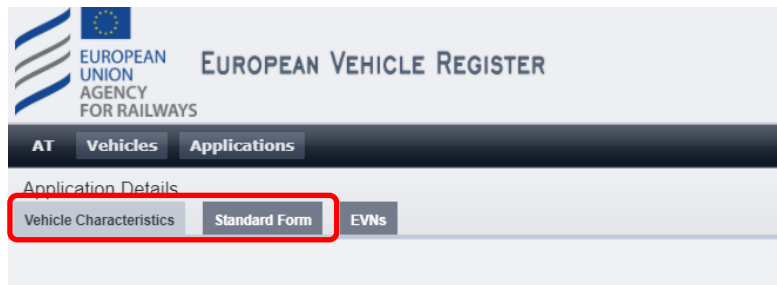 EUROPEAN
UNION
AGENCY
FOR RAILWAYS
EUROPEAN VEHICLE REGISTER
AT Vehicles Applications
Application Details
Vehicle Characteristics Standard Form EVNs